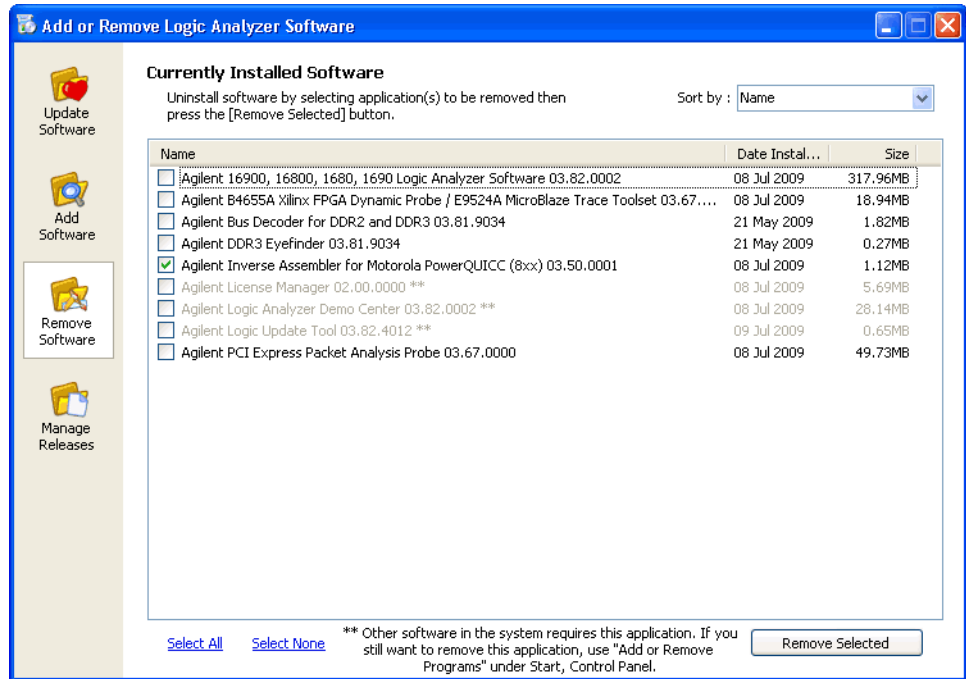 Add or Remove Logic Analyzer Software
Update
Software
Add
Software
Remove
Software
Manage
Releases
Currently Installed Software
Uninstall software by selecting application(s) to be removed then
press the [Remove Selected] button.
Sort by : Name
Name Date Instal... Size
Agilent 16900, 16800, 1680, 1690 Logic Analyzer Software 03.82.0002 08 Jul 2009 317.96MB
Agilent B4655A Xilinx FPGA Dynamic Probe / E9524A MicroBlaze Trace Toolset 03.67.... 08 Jul 2009 18.94MB
Agilent Bus Decoder for DDR2 and DDR3 03.81.9034 21 May 2009 1.82MB
Agilent DDR3 Eyefinder 03.81.9034 21 May 2009 0.27MB
Agilent Inverse Assembler for Motorola PowerQUICC (8xx) 03.50.0001 08 Jul 2009 1.12MB
Agilent License Manager 02.00.0000 ** 08 Jul 2009 5.69MB
Agilent Logic Analyzer Demo Center 03.82.0002 ** 08 Jul 2009 28.14MB
Agilent Logic Update Tool 03.82.4012 ** 09 Jul 2009 0.65MB
Agilent PCI Express Packet Analysis Probe 03.67.0000 08 Jul 2009 49.73MB
Select All Select None
** Other software in the system requires this application. If you
still want to remove this application, use "Add or Remove
Programs" under Start, Control Panel.
Remove Selected